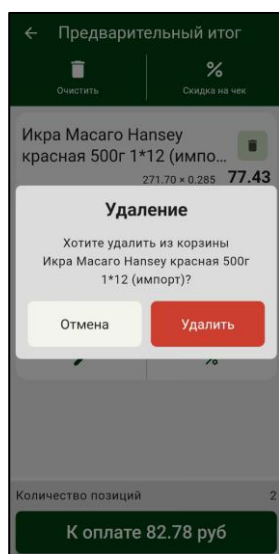 Предварительный итог
Очистить
Скидка на чек
Икра Масаго Hansey
красная 500г 1*12 (импо...
271.70 × 0.285 77.43
Удаление
Хотите удалить из корзины
Икра Масаго Hansey красная 500г
1*12 (импорт)?
Отмена
Удалить
Количество позиций 2
К оплате 82.78 руб